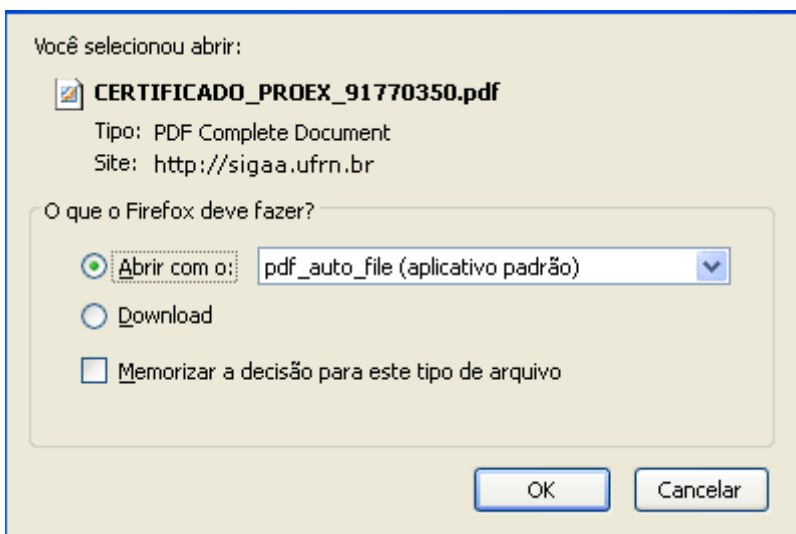 Você selecionou abrir:
CERTIFICADO_PROEX_91770350.pdf
Tipo: PDF Complete Document
Site: http://sigaa.ufrn.br
O que o Firefox deve fazer?
Abrir com o: pdf_auto_file (aplicativo padrão)
Download
Memorizar a decisão para este tipo de arquivo
OK Cancelar